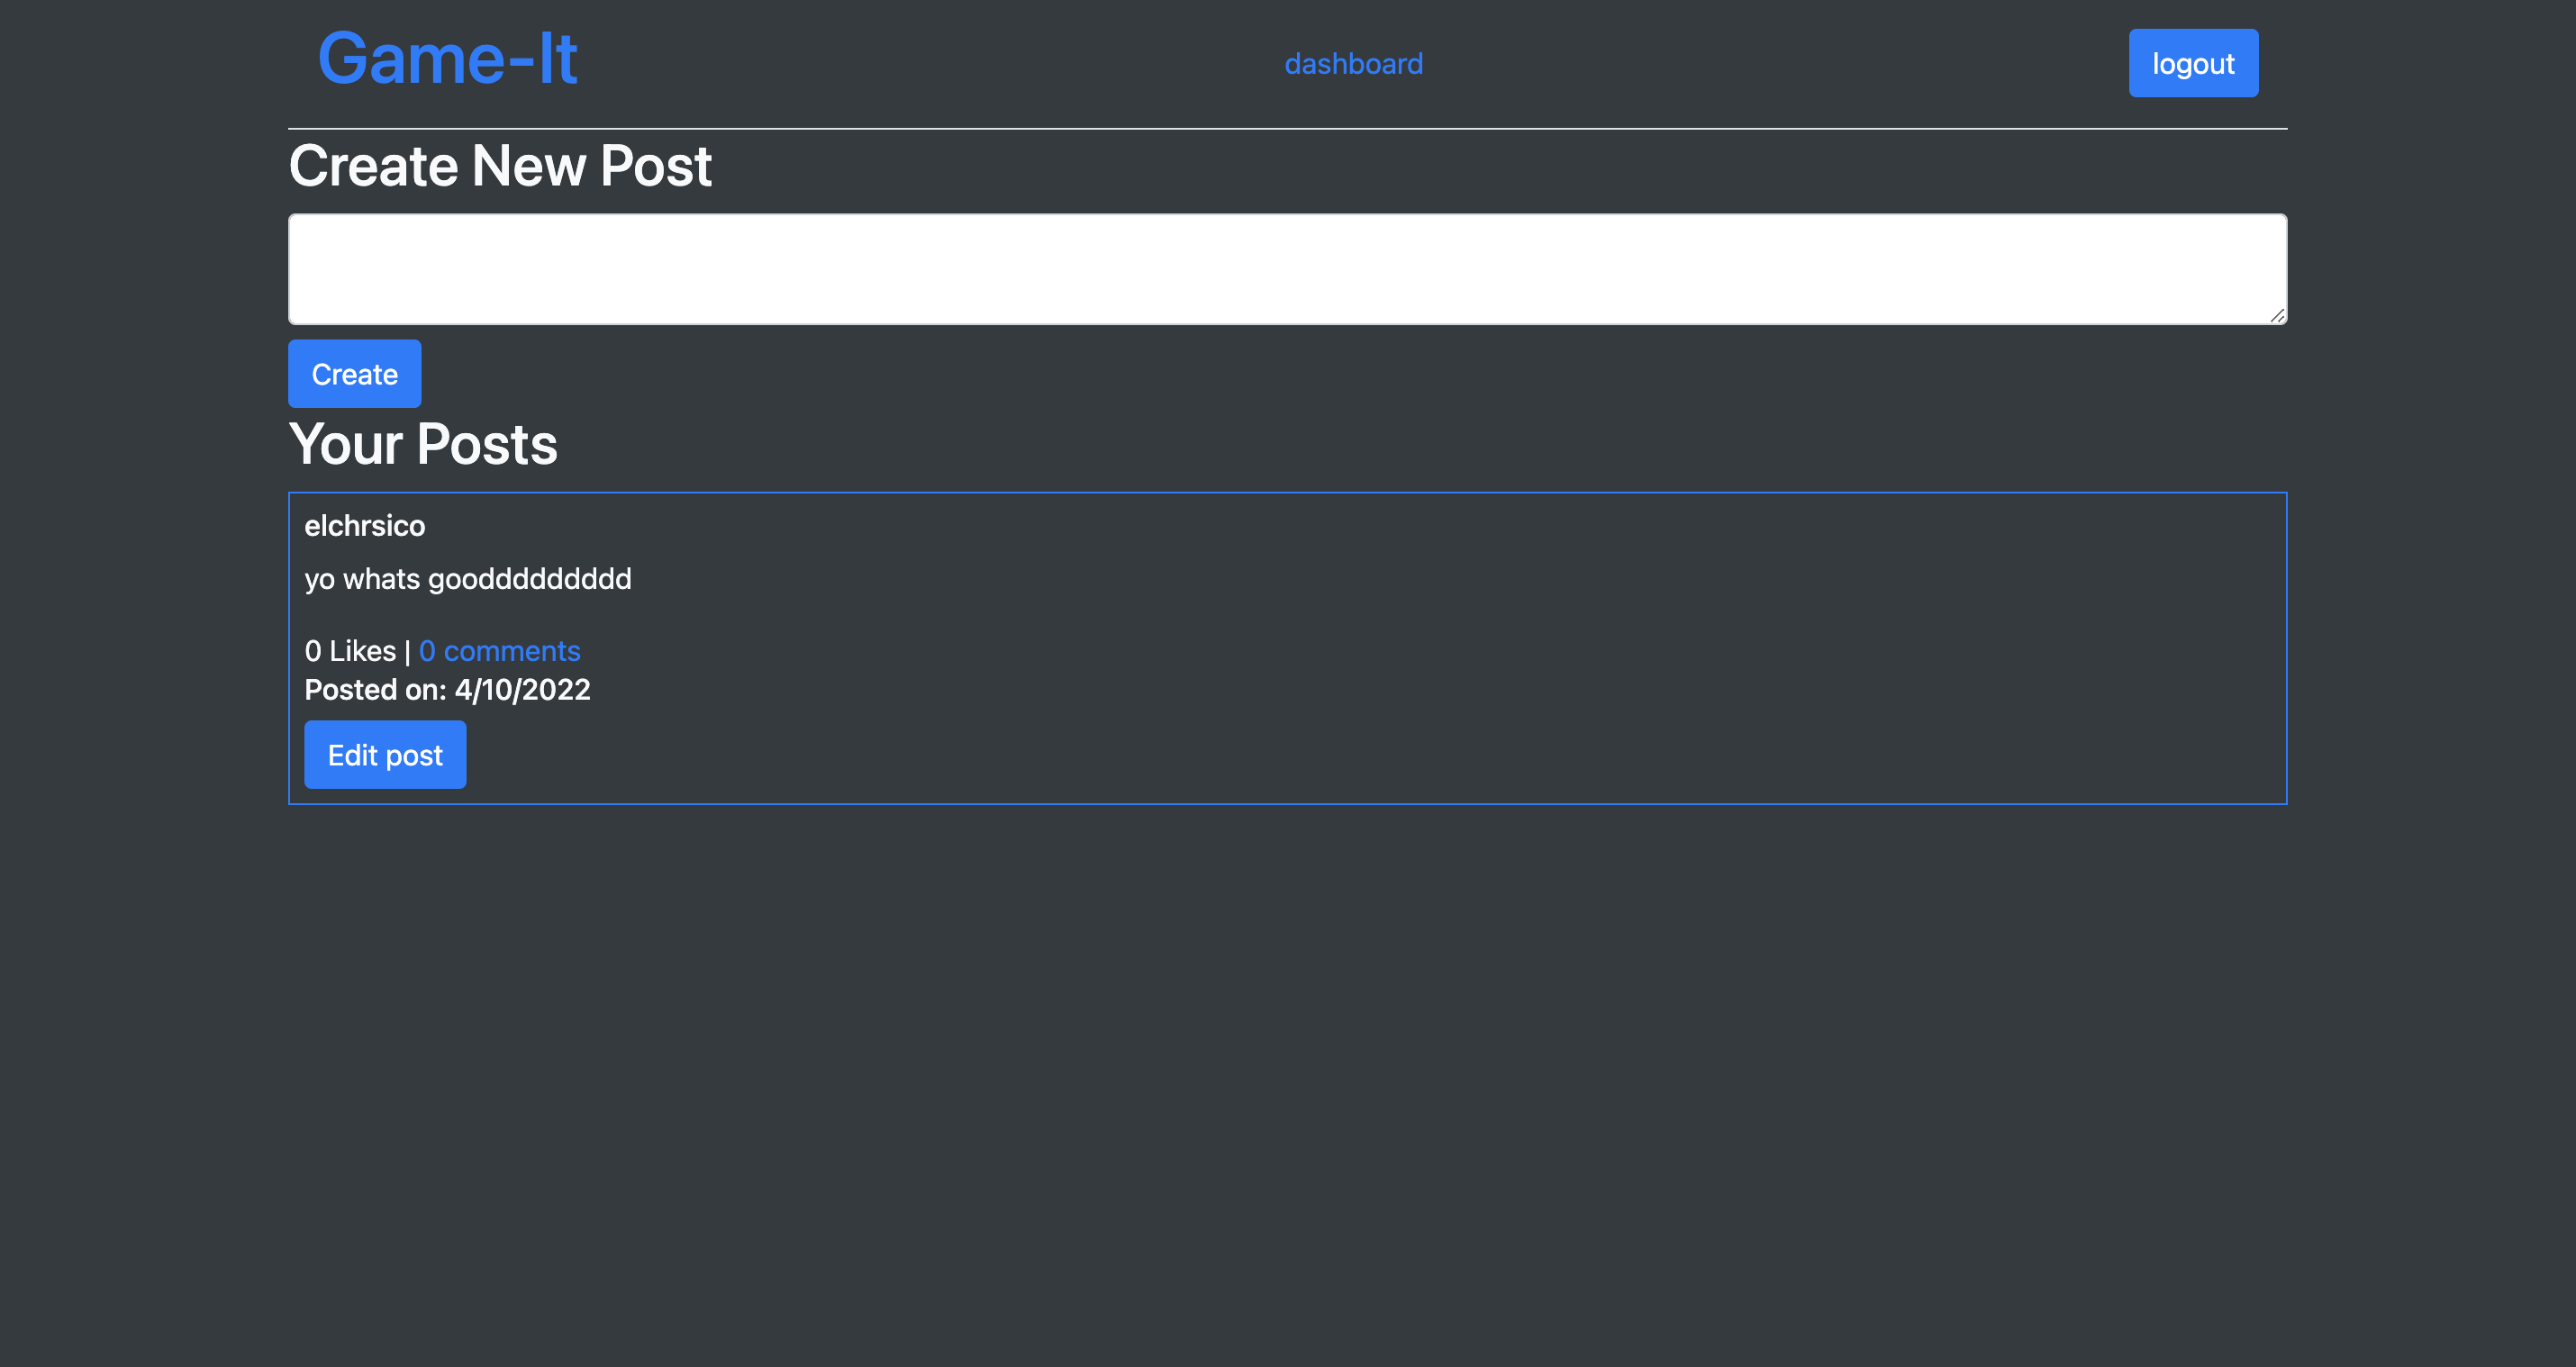 Game-It
dashboard
logout
Create New Post
Create
Your Posts
elchrsico
yo whats goodddddddddd
0 Likes | 0 comments
Posted on: 4/10/2022
Edit post